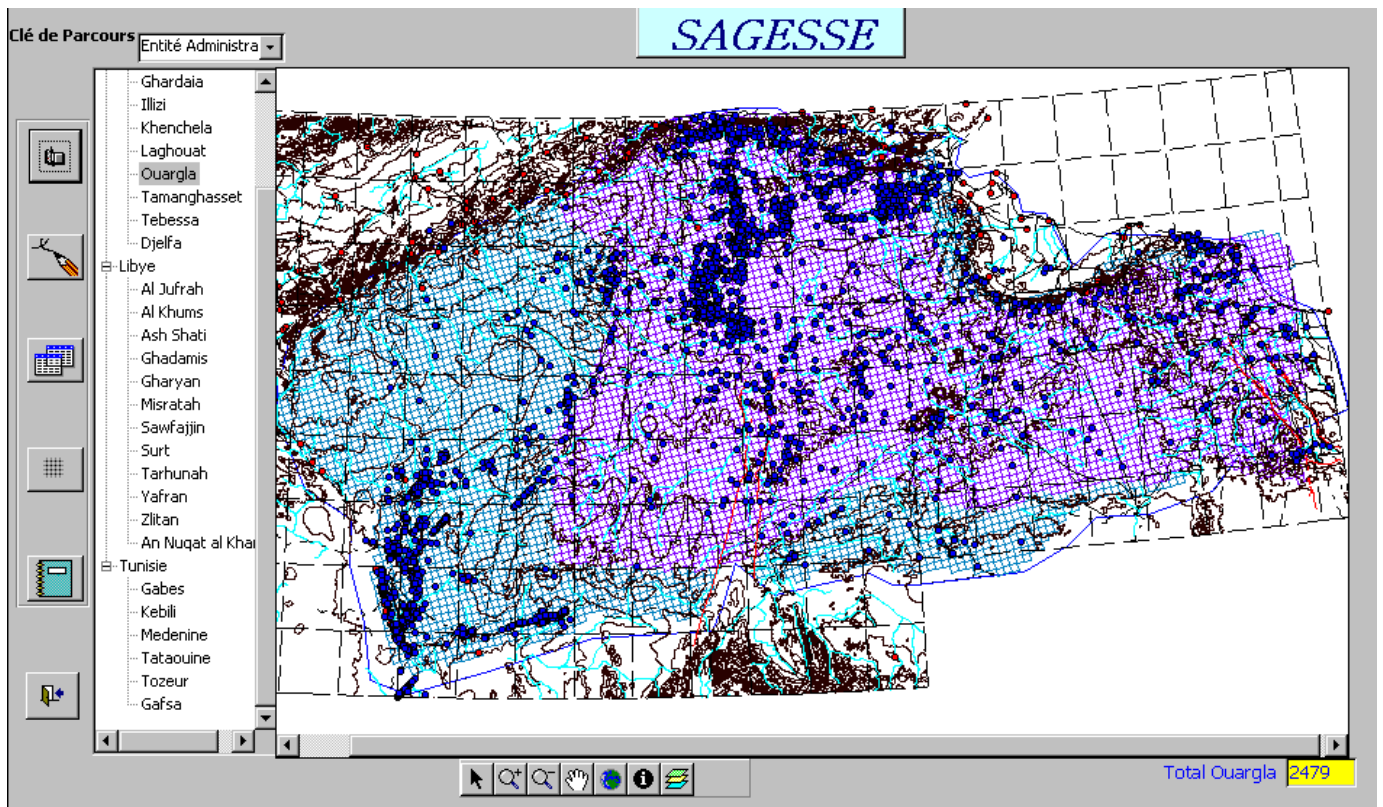 SAGESSE
Clé de Parcours
Entité Administra
Ghardaia
Illizi
Khenchela
Laghouat
Ouargla
Tamanghasset
Tebessa
Djelfa
Libye
Al Jufrah
Al Khums
Ash Shati
Ghadamis
Gharyan
Misratah
Sawfajjin
Surt
Tarhunah
Yafran
Zlitan
An Nuqat al Khar
Tunisie
Gabes
Kebili
Medenine
Tataouine
Tozeur
Gafsa
Total Ouargla 2479